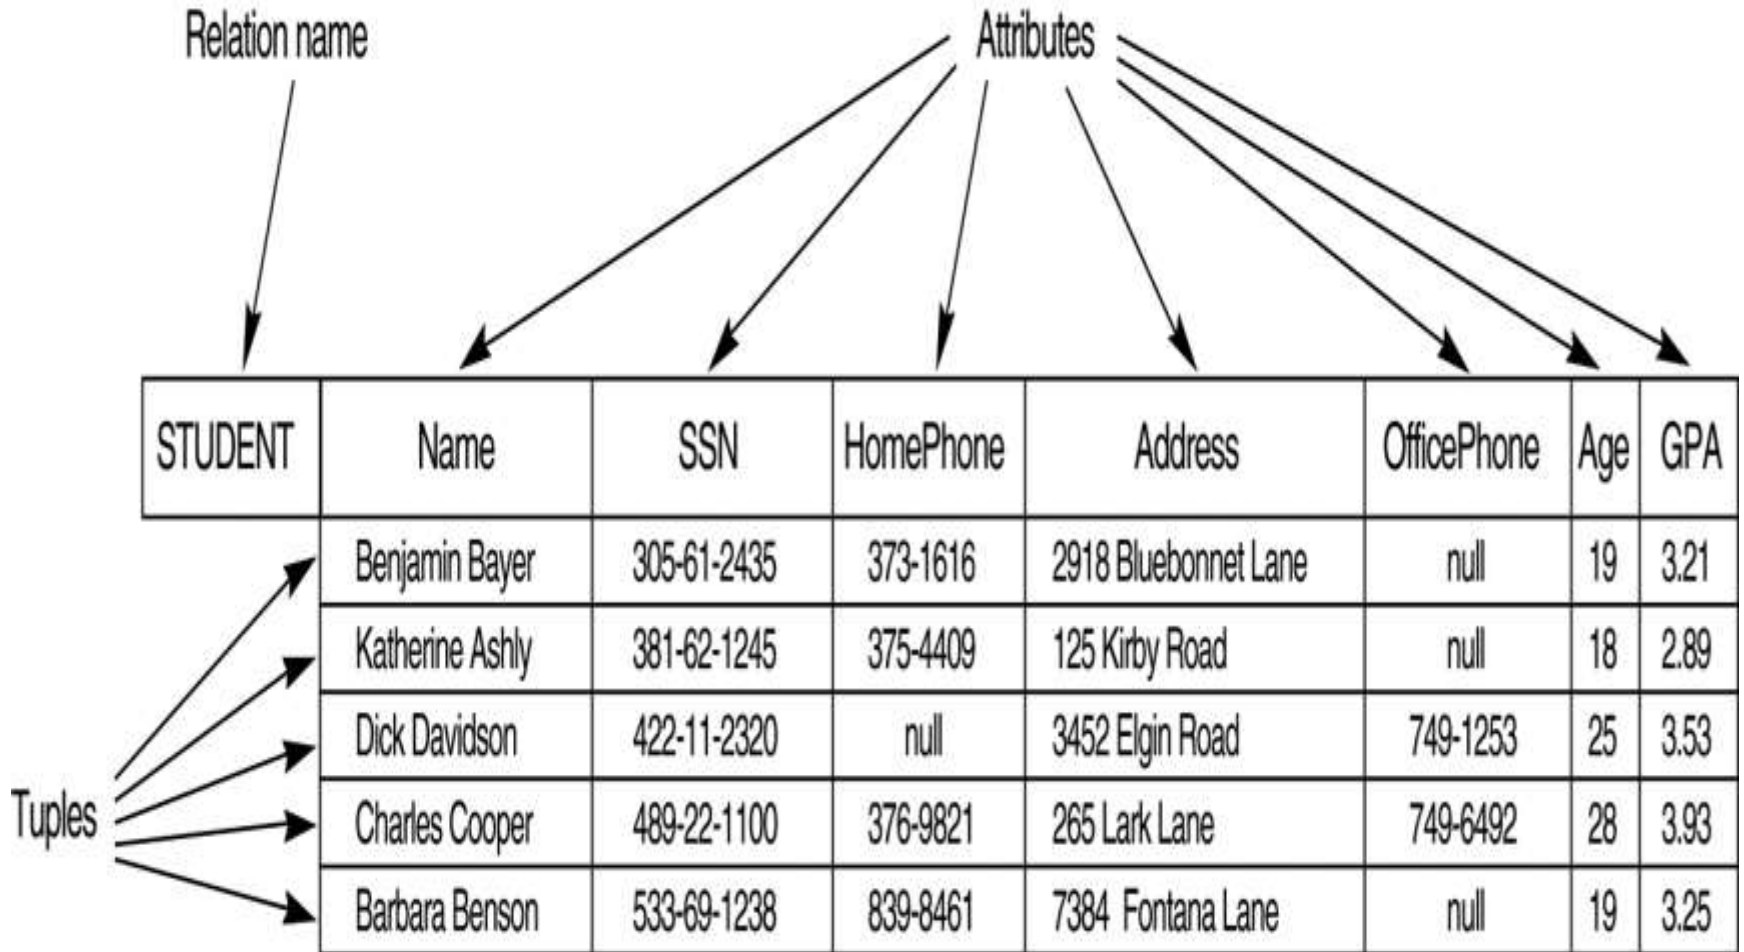 Relation name Attributes
STUDENT Name SSN HomePhone Address OfficePhone Age GPA
Benjamin Bayer 305-61-2435 373-1616 2918 Bluebonnet Lane null 19 3.21
Katherine Ashly 381-62-1245 375-4409 125 Kirby Road null 18 2.89
Dick Davidson 422-11-2320 null 3452 Elgin Road 749-1253 25 3.53
Tuples Charles Cooper 489-22-1100 376-9821 265 Lark Lane 749-6492 28 3.93
Barbara Benson 533-69-1238 839-8461 7384 Fontana Lane null 19 3.25